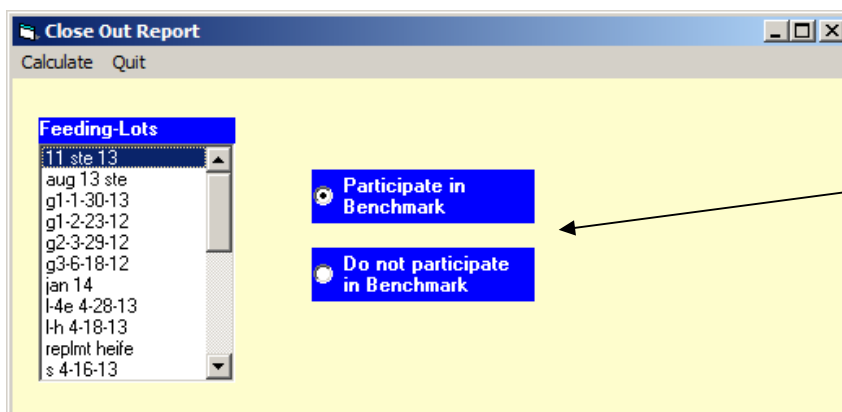 Close Out Report
Calculate Quit
Feeding-Lots
11 ste 13
aug 13 ste
g1-1-30-13
g1-2-23-12
g2-3-29-12
g3-6-18-12
jan 14
l-4e 4-28-13
l-h 4-18-13
replmt heife
s 4-16-13
Participate in
Benchmark
Do not participate
in Benchmark